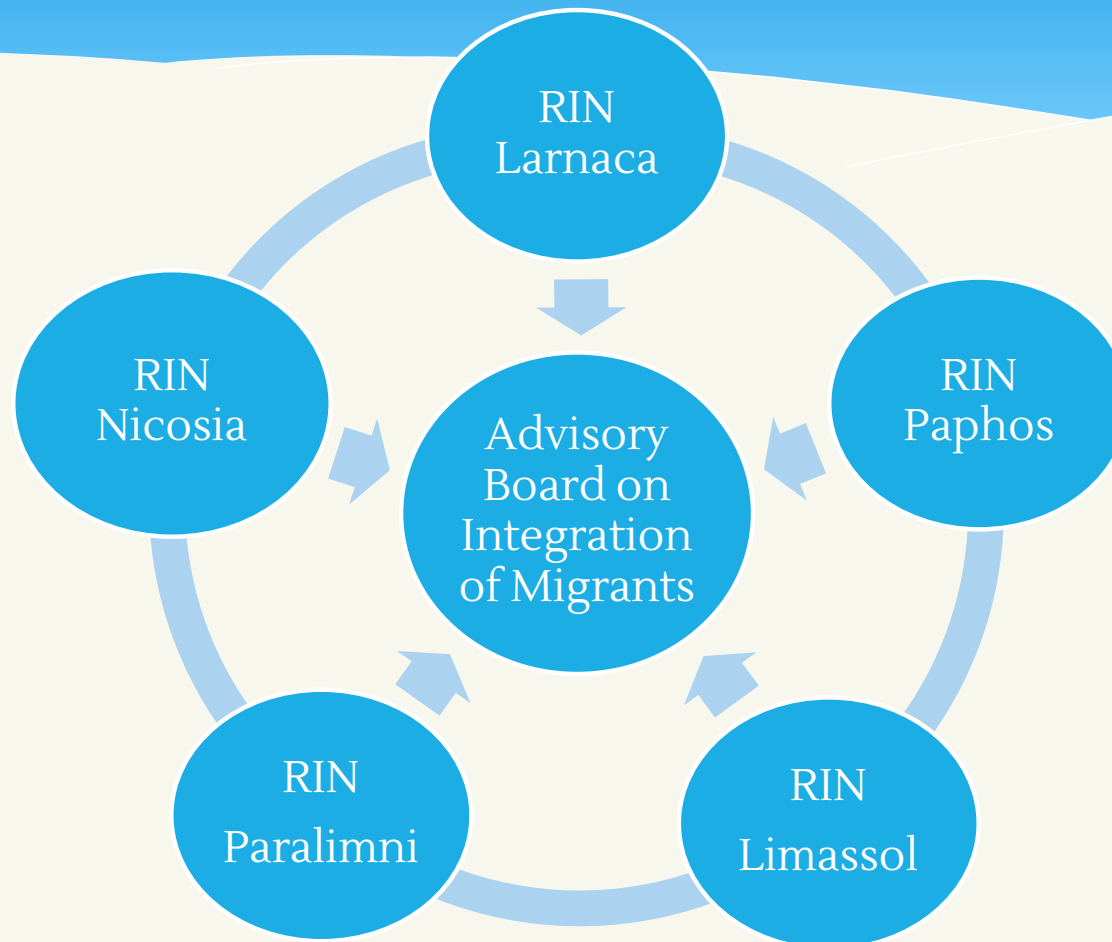 RIN
Larnaca
RIN
Nicosia
RIN
Paphos
Advisory
Board on
Integration
of Migrants
RIN
Paralimni
RIN
Limassol